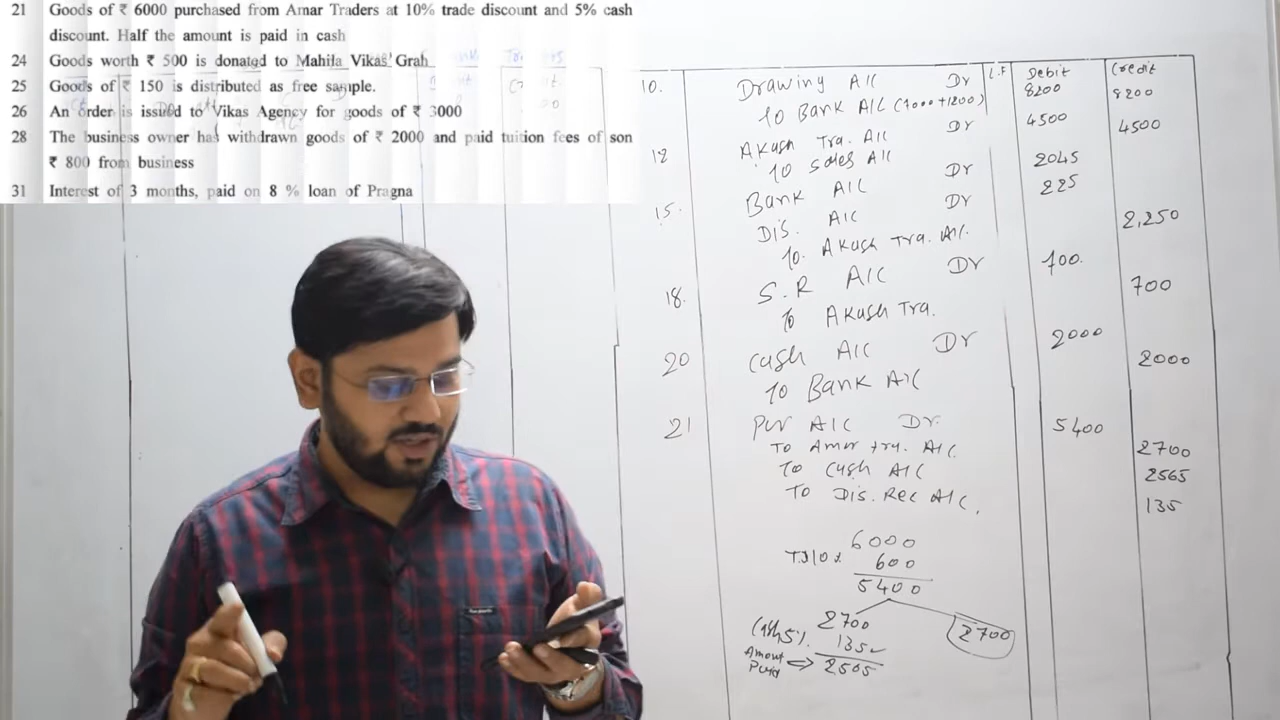 21 Goods of ₹ 6000 purchased from Amar Traders at 10% trade discount and 5% cash
discount. Half the amount is paid in cash
24 Goods worth ₹ 500 is donated to Mahila Vikas Grah
25 Goods of ₹ 150 is distributed as free sample.
26 An order is issued to Vikas Agency for goods of ₹ 3000
28 The business owner has withdrawn goods of ₹ 2000 and paid tuition fees of son
₹ 800 from business
31 Interest of 3 months, paid on 8 % loan of Pragna
L.F Debit Credit
10. Drawing A/C Dr 8200 8200
To Bank A/C (7000+1200)
12 Akash Tra. A/C Dr 4500 4500
To sales A/C
15. Bank A/C Dr 2045
Dis. A/C Dr 225
To. Akash Tra. A/C. 2,250
18. S.R A/C Dr 700.
To Akash Tra. 700
20 Cash A/C Dr 2000
To Bank A/C 2000
21 Pur A/C Dr. 5400
To Amar tra. A/C. 2700
To Cash A/C 2565
To Dis. Rec A/C. 135
6000
T.D 10% 600
5400
2700 2700
Cash 5% 135
Amout
Paid ⇒ 2565